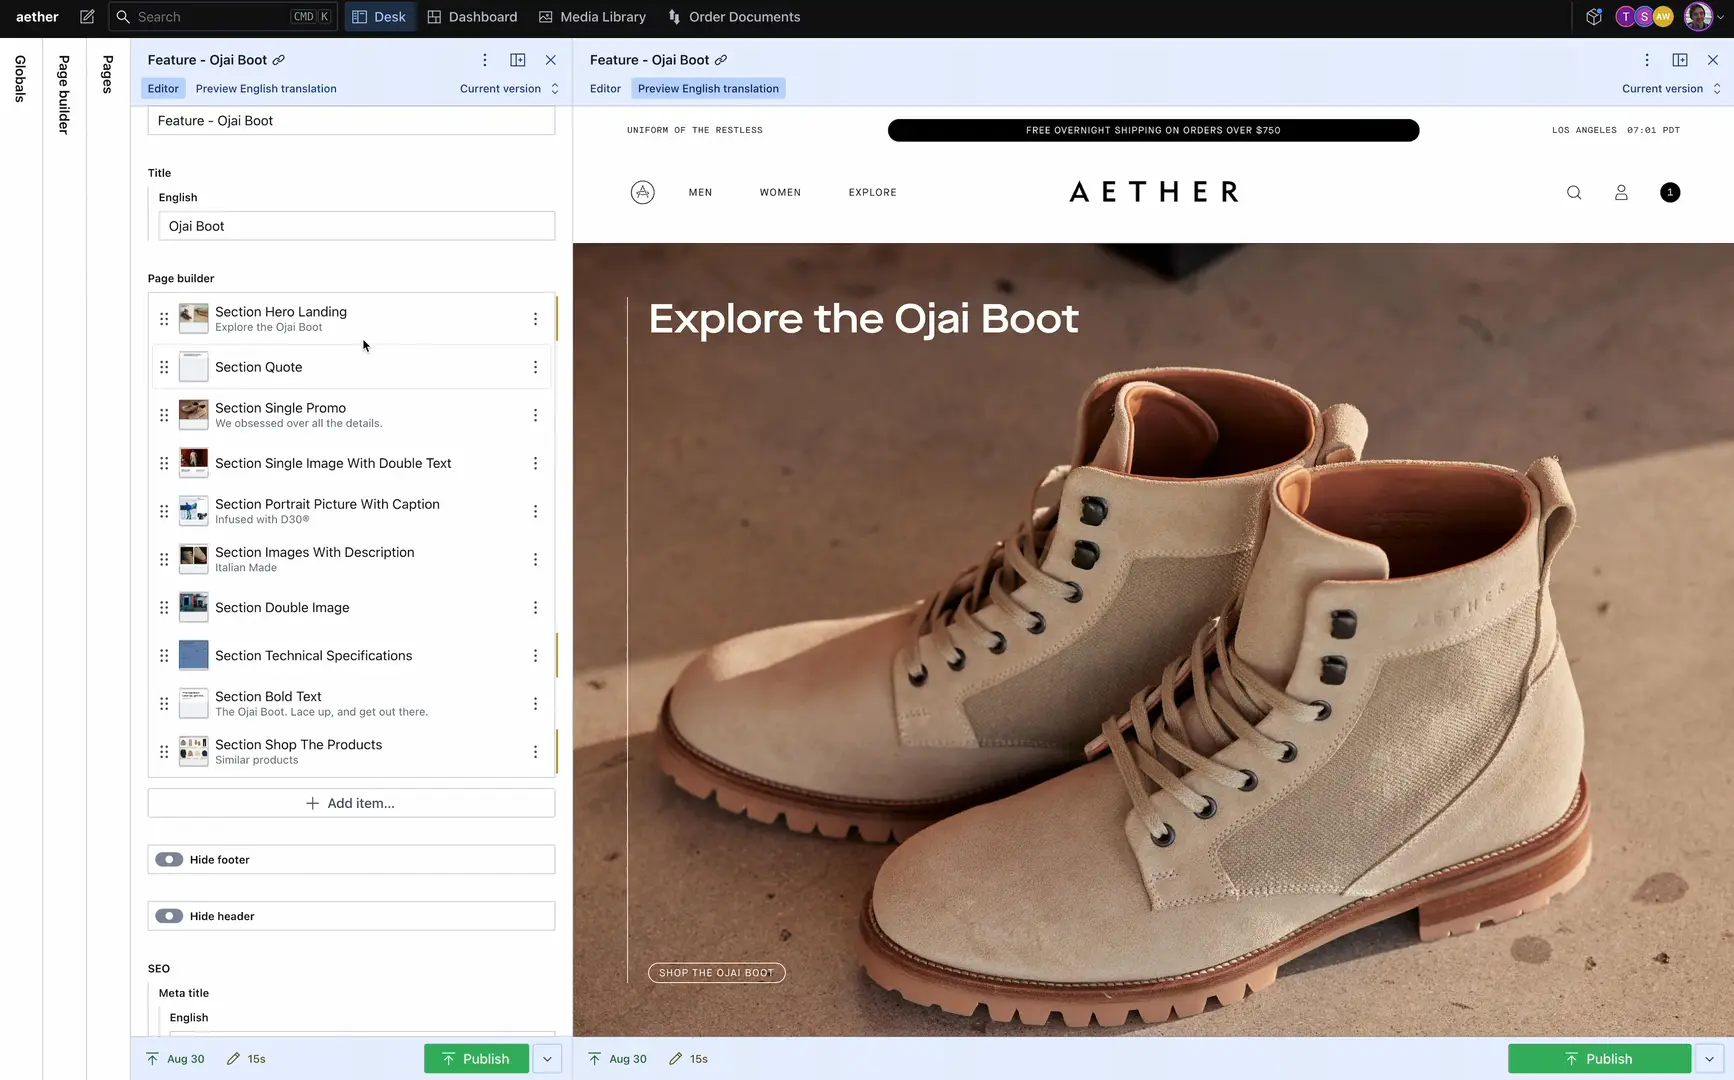 aether
Search
CMD K
Desk
Dashboard
Media Library
Order Documents
T
S
AW
Globals
Page builder
Pages
Feature - Ojai Boot
Editor
Preview English translation
Current version
Feature - Ojai Boot
Title
English
Ojai Boot
Page builder
Section Hero Landing
Explore the Ojai Boot
Section Quote
Section Single Promo
We obsessed over all the details.
Section Single Image With Double Text
Section Portrait Picture With Caption
Infused with D30®
Section Images With Description
Italian Made
Section Double Image
Section Technical Specifications
Section Bold Text
The Ojai Boot. Lace up, and get out there.
Section Shop The Products
Similar products
Add item...
Hide footer
Hide header
SEO
Meta title
English
Aug 30
15s
Publish
Feature - Ojai Boot
Editor
Preview English translation
Current version
UNIFORM OF THE RESTLESS
FREE OVERNIGHT SHIPPING ON ORDERS OVER $750
LOS ANGELES 07:01 PDT
MEN
WOMEN
EXPLORE
AETHER
1
Explore the Ojai Boot
AETHER
SHOP THE OJAI BOOT
Aug 30
15s
Publish